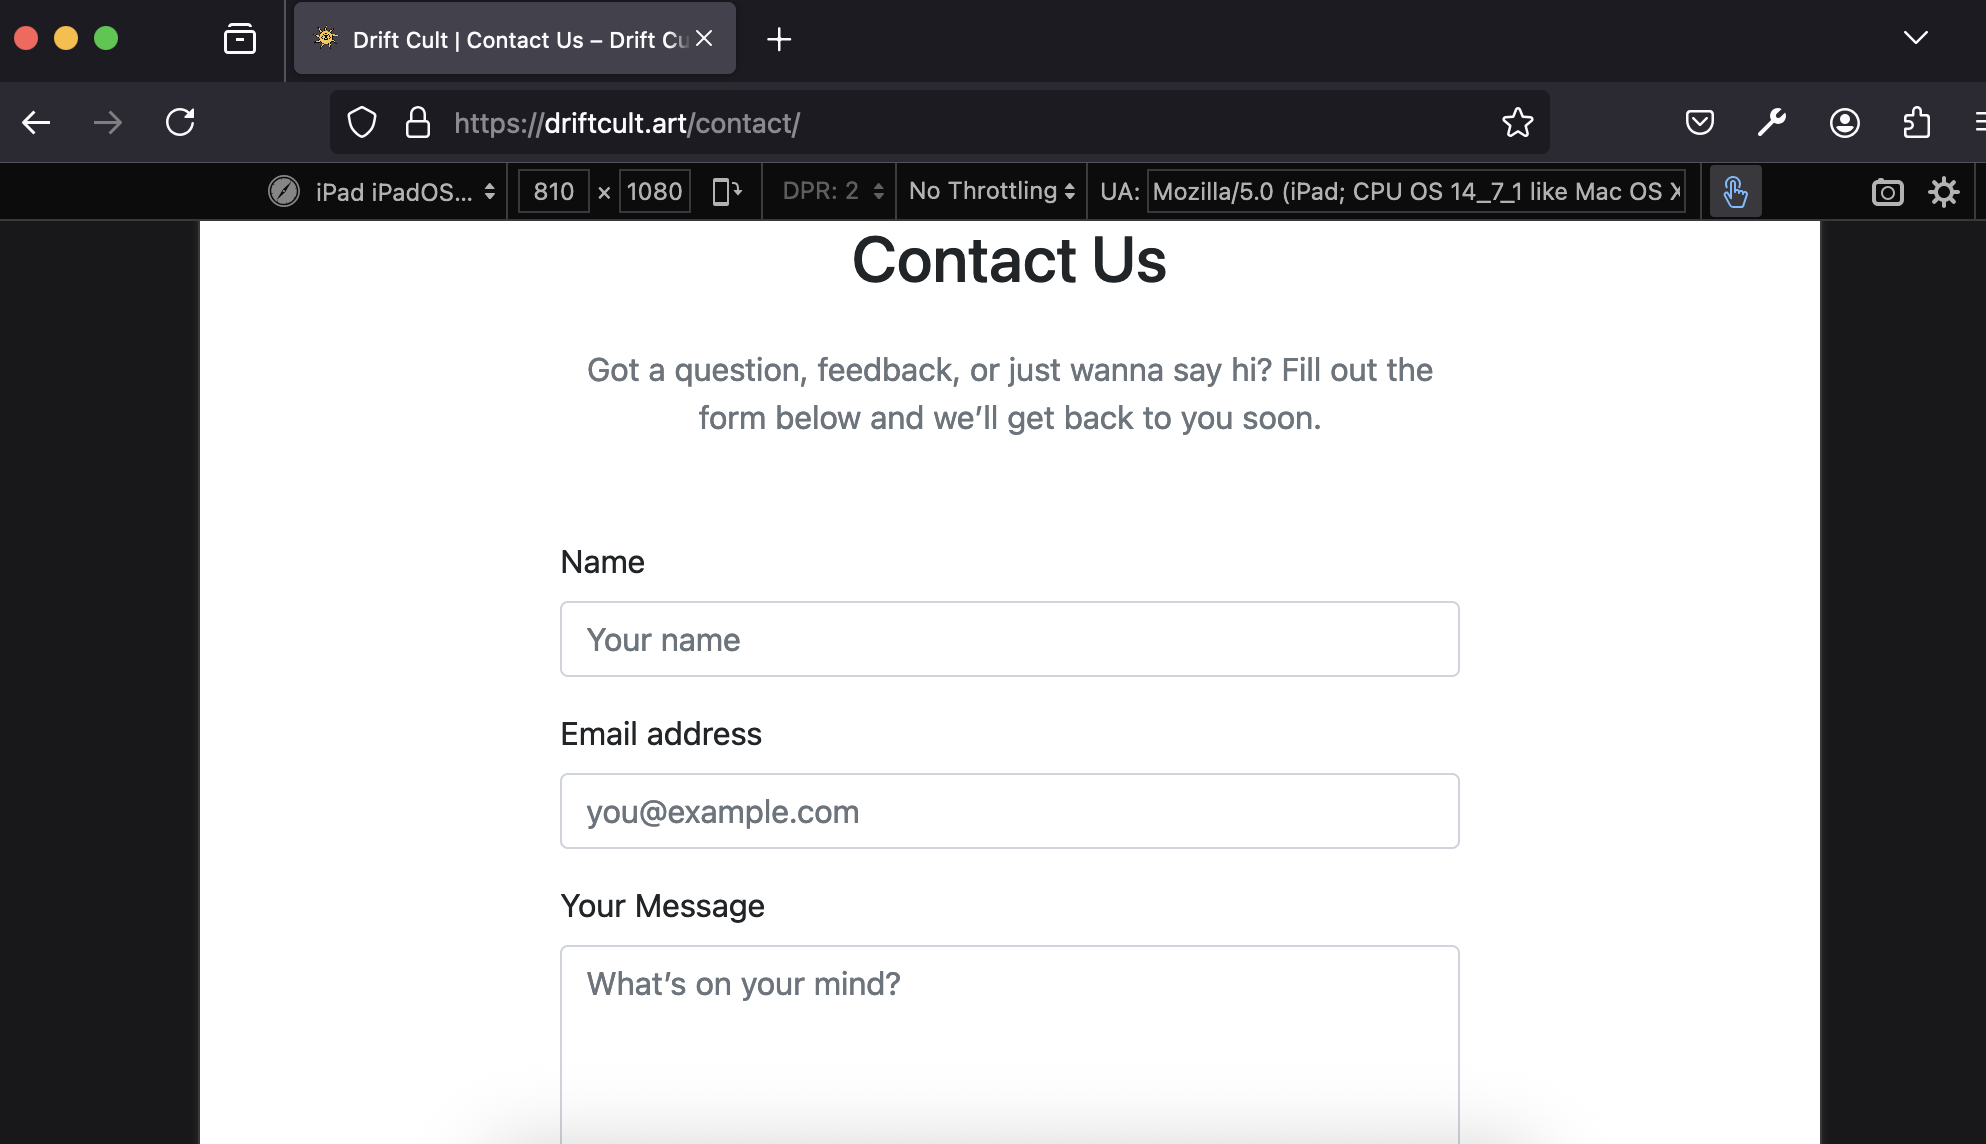 Drift Cult | Contact Us – Drift Cu
https://driftcult.art/contact/
iPad iPadOS... 810 × 1080 DPR: 2 No Throttling UA: Mozilla/5.0 (iPad; CPU OS 14_7_1 like Mac OS X
Contact Us
Got a question, feedback, or just wanna say hi? Fill out the
form below and we’ll get back to you soon.
Name
Your name
Email address
you@example.com
Your Message
What’s on your mind?